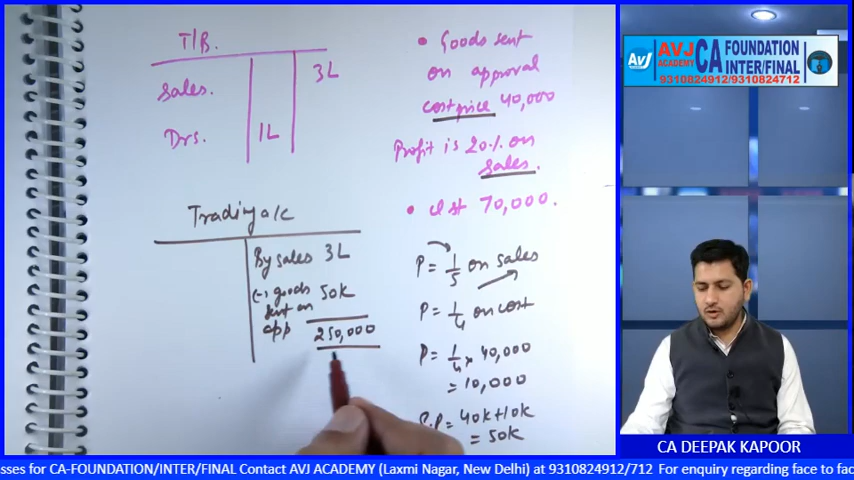 T/B.
Sales. 3L
Drs. 1L
• Goods sent
on approval
cost price 40,000
Profit is 20% on
sales.
• C/st 70,000.
Trading a/c
By sales 3L
(-) goods 50k
sent on
app 250,000
P = 1/5 on sales
P = 1/4 on cost
P = 1/4 x 40,000
= 10,000
S.P = 40k+10k
= 50k
AVJ
AVJ ACADEMY CA FOUNDATION INTER/FINAL
9310824912/9310824712
CA DEEPAK KAPOOR
sses for CA-FOUNDATION/INTER/FINAL Contact AVJ ACADEMY (Laxmi Nagar, New Delhi) at 9310824912/712 For enquiry regarding face to fac